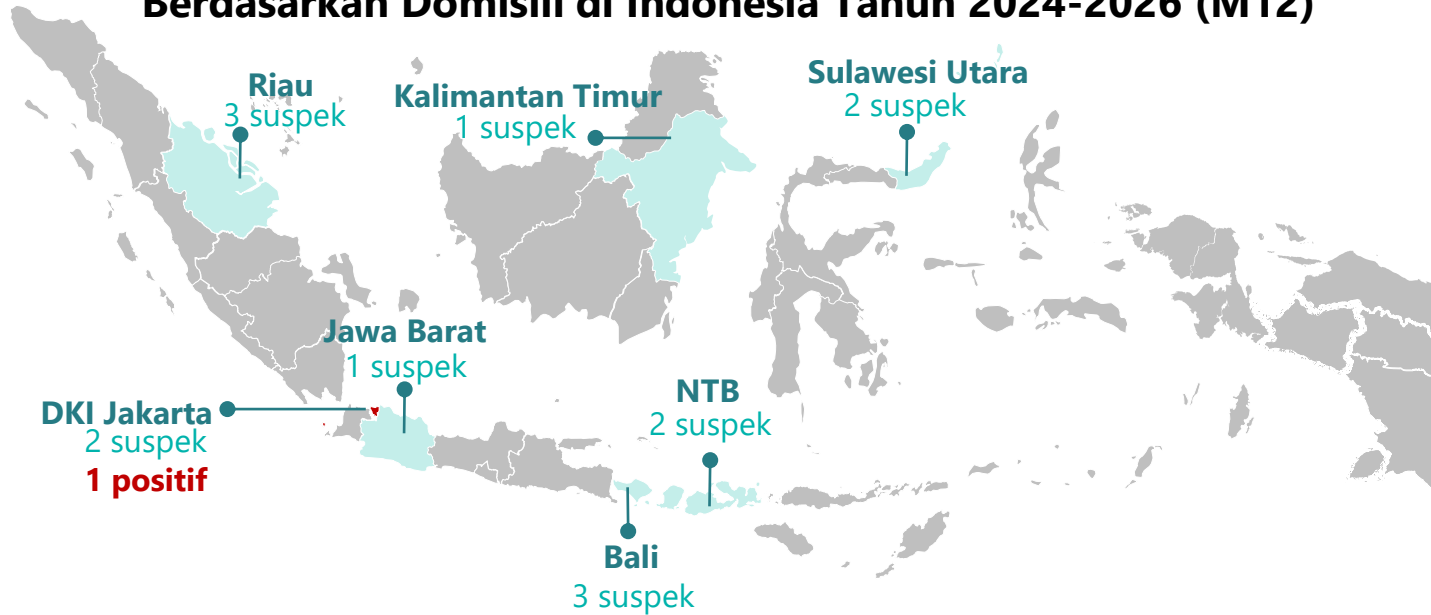 Berdasarkan Domisili di Indonesia Tahun 2024-2026 (M12)
Riau
3 suspek
Kalimantan Timur
1 suspek
Sulawesi Utara
2 suspek
Jawa Barat
1 suspek
DKI Jakarta
2 suspek
1 positif
NTB
2 suspek
Bali
3 suspek